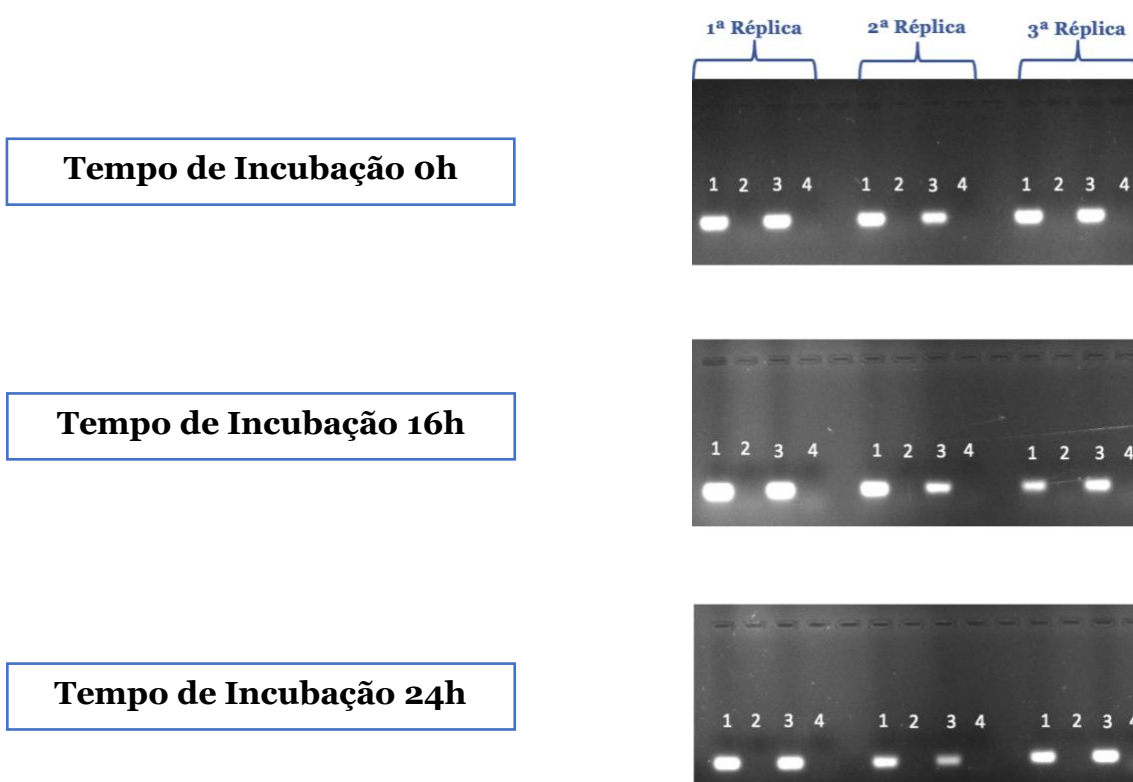 1ª Réplica 2ª Réplica 3ª Réplica
Tempo de Incubação 0h
1 2 3 4 1 2 3 4 1 2 3 4
Tempo de Incubação 16h
1 2 3 4 1 2 3 4 1 2 3 4
Tempo de Incubação 24h
1 2 3 4 1 2 3 4 1 2 3 4